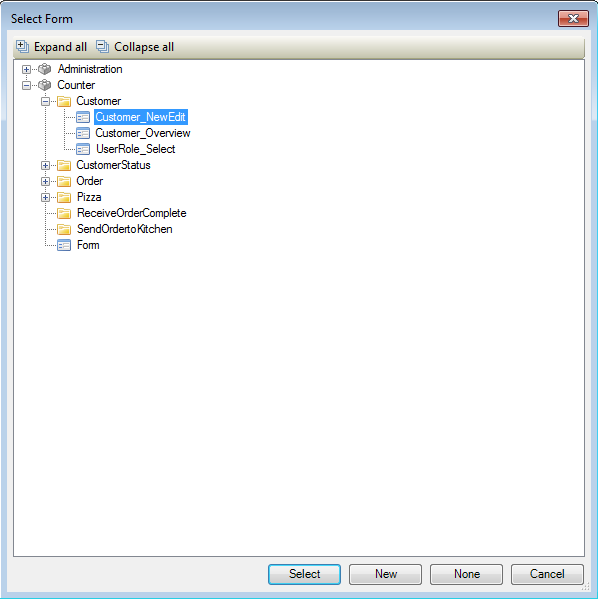 Select Form
Expand all Collapse all
Administration
Counter
Customer
Customer_NewEdit
Customer_Overview
UserRole_Select
CustomerStatus
Order
Pizza
ReceiveOrderComplete
SendOrdertoKitchen
Form
Select New None Cancel